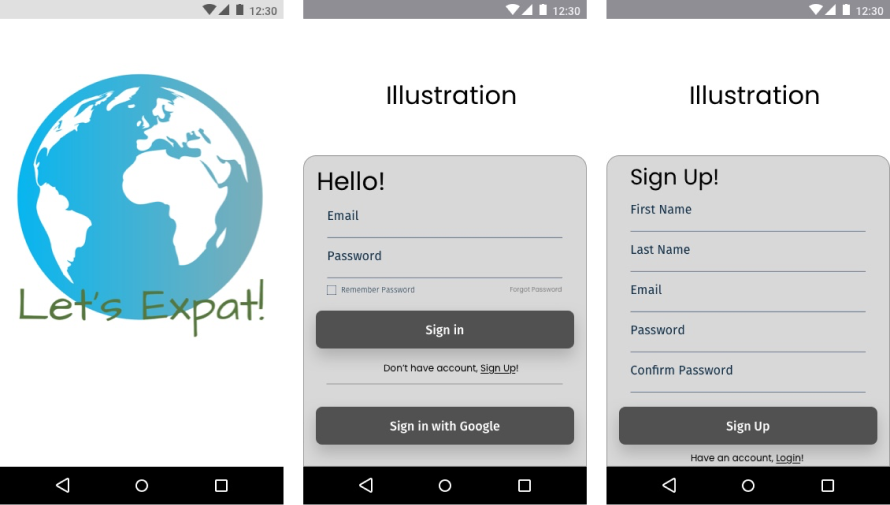 12:30
Let's Expat!
12:30
Illustration
Hello!
Email
Password
Remember Password Forgot Password
Sign in
Don't have account, Sign Up!
Sign in with Google
12:30
Illustration
Sign Up!
First Name
Last Name
Email
Password
Confirm Password
Sign Up
Have an account, Login!